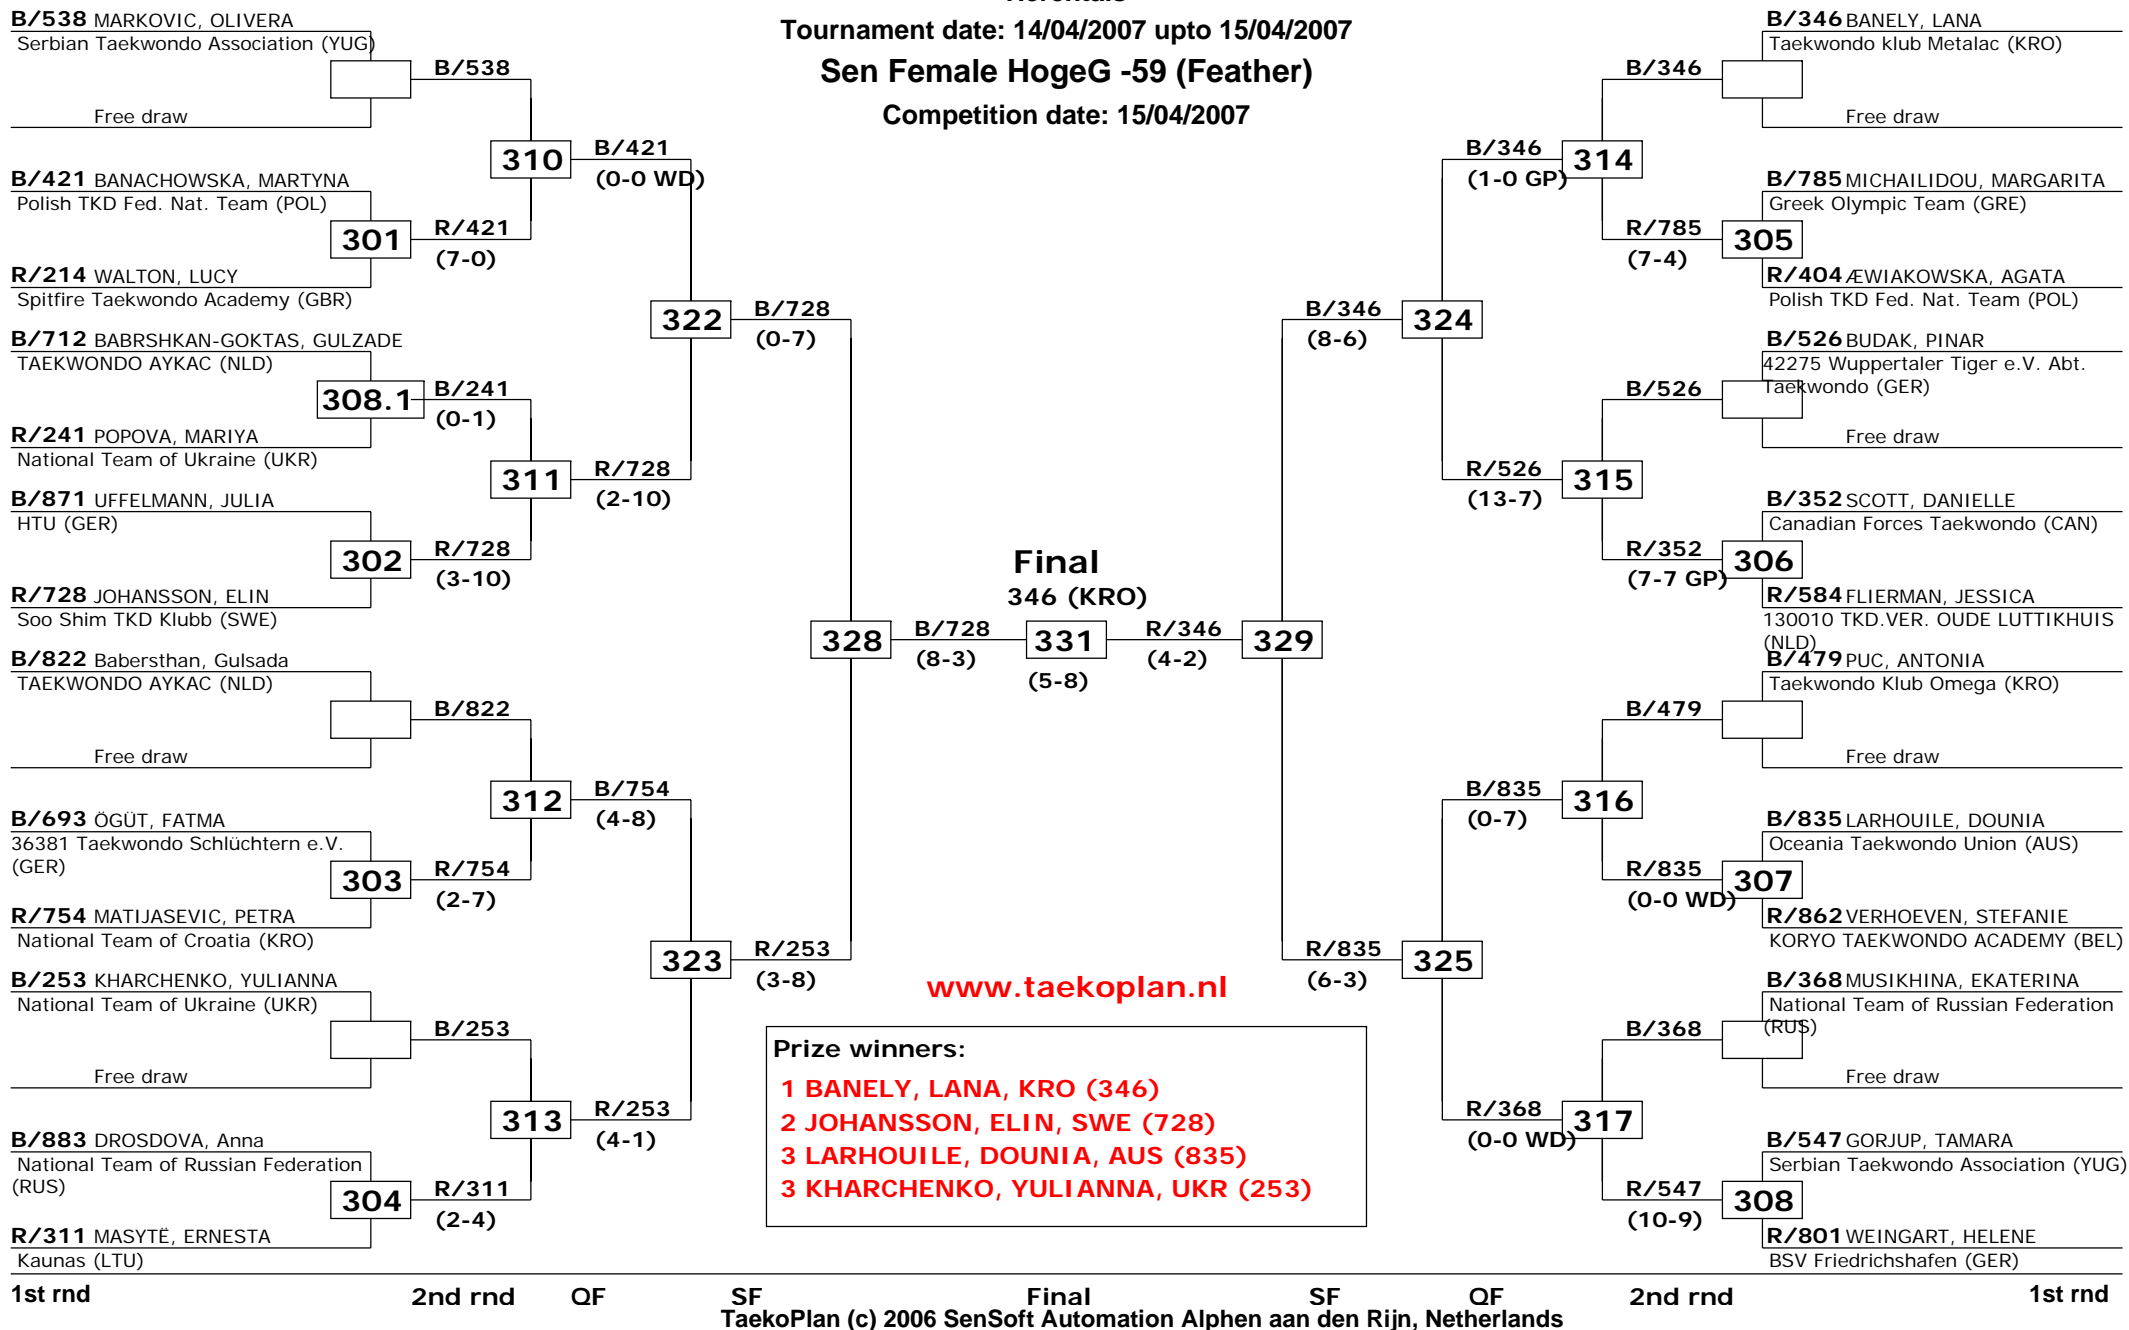 Tournament date: 14/04/2007 upto 15/04/2007
Sen Female HogeG -59 (Feather)
Competition date: 15/04/2007
B/538 MARKOVIC, OLIVERA
Serbian Taekwondo Association (YUG)
Free draw
B/421 BANACHOWSKA, MARTYNA
Polish TKD Fed. Nat. Team (POL)
R/214 WALTON, LUCY
Spitfire Taekwondo Academy (GBR)
B/712 BABRSHKAN-GOKTAS, GULZADE
TAEKWONDO AYKAC (NLD)
R/241 POPOVA, MARIYA
National Team of Ukraine (UKR)
B/871 UFFELMANN, JULIA
HTU (GER)
R/728 JOHANSSON, ELIN
Soo Shim TKD Klubb (SWE)
B/822 Babersthan, Gulsada
TAEKWONDO AYKAC (NLD)
Free draw
B/693 ÖGÜT, FATMA
36381 Taekwondo Schlüchtern e.V.
(GER)
R/754 MATIJASEVIC, PETRA
National Team of Croatia (KRO)
B/253 KHARCHENKO, YULIANNA
National Team of Ukraine (UKR)
Free draw
B/883 DROSDOVA, Anna
National Team of Russian Federation
(RUS)
R/311 MASYTË, ERNESTA
Kaunas (LTU)
B/538
301
R/421
(7-0)
308.1
B/241
(0-1)
302
R/728
(3-10)
B/822
303
R/754
(2-7)
B/253
304
R/311
(2-4)
310
B/421
(0-0 WD)
311
R/728
(2-10)
312
B/754
(4-8)
313
R/253
(4-1)
322
B/728
(0-7)
323
R/253
(3-8)
328
B/728
(8-3)
Final
346 (KRO)
331
(5-8)
R/346
(4-2)
329
B/346
(8-6)
324
R/835
(6-3)
325
B/346
(1-0 GP)
314
R/526
(13-7)
315
B/835
(0-7)
316
R/368
(0-0 WD)
317
B/346
R/785
(7-4)
305
B/526
R/352
(7-7 GP)
306
B/479
R/835
(0-0 WD)
307
B/368
R/547
(10-9)
308
B/346 BANELY, LANA
Taekwondo klub Metalac (KRO)
Free draw
B/785 MICHAILIDOU, MARGARITA
Greek Olympic Team (GRE)
R/404 ÆWIAKOWSKA, AGATA
Polish TKD Fed. Nat. Team (POL)
B/526 BUDAK, PINAR
42275 Wuppertaler Tiger e.V. Abt.
Taekwondo (GER)
Free draw
B/352 SCOTT, DANIELLE
Canadian Forces Taekwondo (CAN)
R/584 FLIERMAN, JESSICA
130010 TKD.VER. OUDE LUTTIKHUIS
(NLD)
B/479 PUC, ANTONIA
Taekwondo Klub Omega (KRO)
Free draw
B/835 LARHOUILE, DOUNIA
Oceania Taekwondo Union (AUS)
R/862 VERHOEVEN, STEFANIE
KORYO TAEKWONDO ACADEMY (BEL)
B/368 MUSIKHINA, EKATERINA
National Team of Russian Federation
(RUS)
Free draw
B/547 GORJUP, TAMARA
Serbian Taekwondo Association (YUG)
R/801 WEINGART, HELENE
BSV Friedrichshafen (GER)
www.taekoplan.nl
Prize winners:
1 BANELY, LANA, KRO (346)
2 JOHANSSON, ELIN, SWE (728)
3 LARHOUILE, DOUNIA, AUS (835)
3 KHARCHENKO, YULIANNA, UKR (253)
1st rnd 2nd rnd QF SF Final SF QF 2nd rnd 1st rnd
TaekoPlan (c) 2006 SenSoft Automation Alphen aan den Rijn, Netherlands